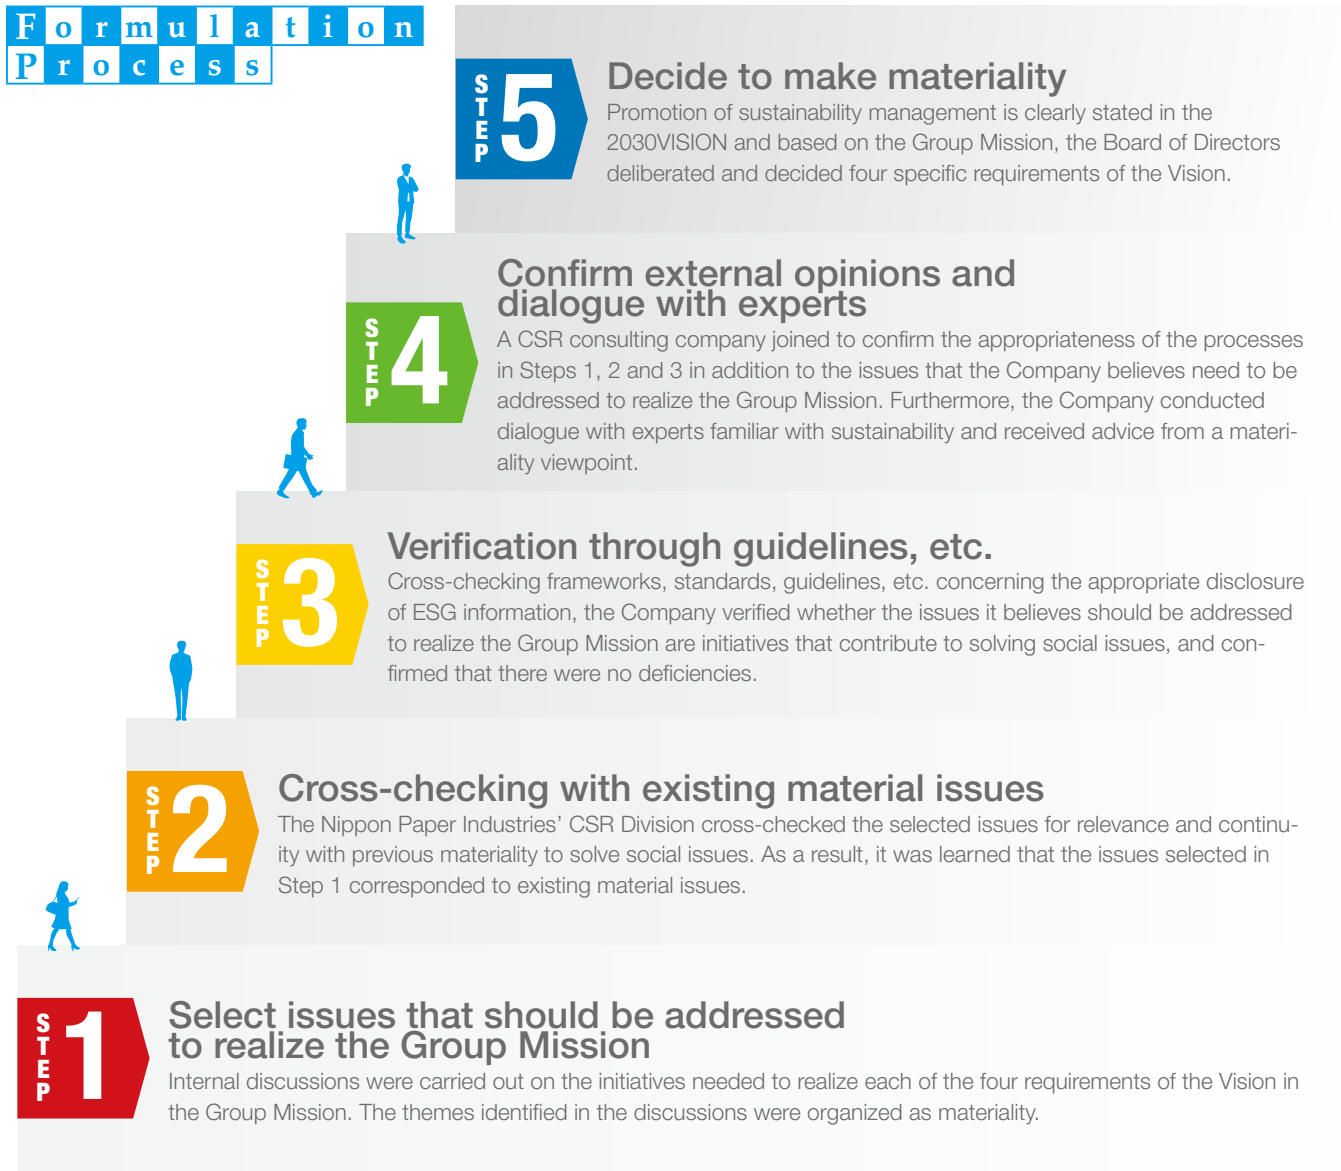 Formulation
Process
STEP 5
Decide to make materiality
Promotion of sustainability management is clearly stated in the
2030VISION and based on the Group Mission, the Board of Directors
deliberated and decided four specific requirements of the Vision.
STEP 4
Confirm external opinions and
dialogue with experts
A CSR consulting company joined to confirm the appropriateness of the processes
in Steps 1, 2 and 3 in addition to the issues that the Company believes need to be
addressed to realize the Group Mission. Furthermore, the Company conducted
dialogue with experts familiar with sustainability and received advice from a materi-
ality viewpoint.
STEP 3
Verification through guidelines, etc.
Cross-checking frameworks, standards, guidelines, etc. concerning the appropriate disclosure
of ESG information, the Company verified whether the issues it believes should be addressed
to realize the Group Mission are initiatives that contribute to solving social issues, and con-
firmed that there were no deficiencies.
STEP 2
Cross-checking with existing material issues
The Nippon Paper Industries’ CSR Division cross-checked the selected issues for relevance and continu-
ity with previous materiality to solve social issues. As a result, it was learned that the issues selected in
Step 1 corresponded to existing material issues.
STEP 1
Select issues that should be addressed
to realize the Group Mission
Internal discussions were carried out on the initiatives needed to realize each of the four requirements of the Vision in
the Group Mission. The themes identified in the discussions were organized as materiality.